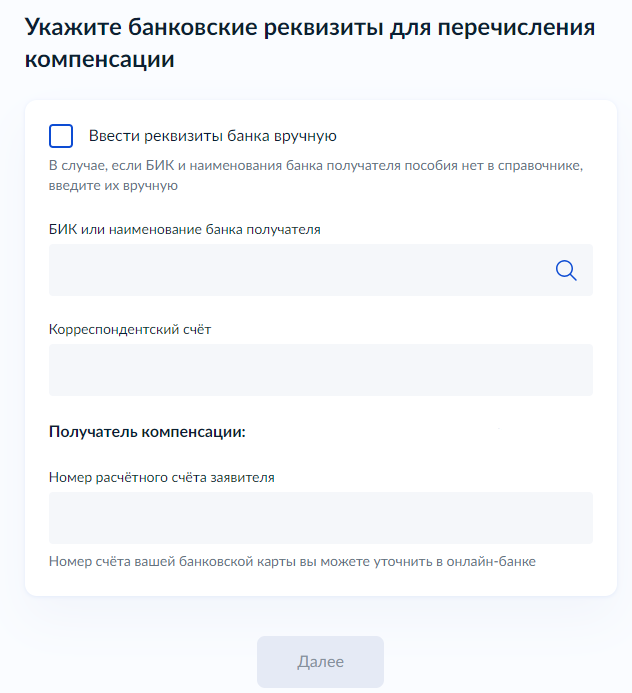 Укажите банковские реквизиты для перечисления
компенсации
Ввести реквизиты банка вручную
В случае, если БИК и наименования банка получателя пособия нет в справочнике,
введите их вручную
БИК или наименование банка получателя
Корреспондентский счёт
Получатель компенсации:
Номер расчётного счёта заявителя
Номер счёта вашей банковской карты вы можете уточнить в онлайн-банке
Далее